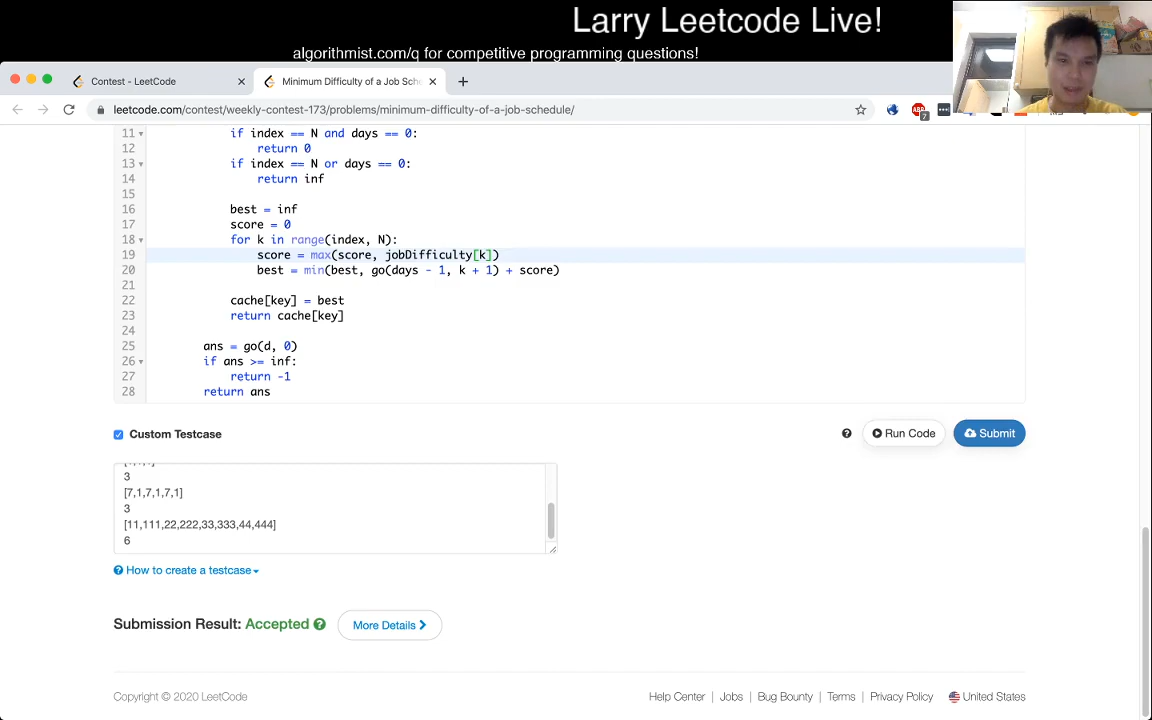 Larry Leetcode Live!
algorithmist.com/q for competitive programming questions!
Contest - LeetCode
Minimum Difficulty of a Job Sch
leetcode.com/contest/weekly-contest-173/problems/minimum-difficulty-of-a-job-schedule/
ABP
7
11 if index == N and days == 0:
12 return 0
13 if index == N or days == 0:
14 return inf
15
16 best = inf
17 score = 0
18 for k in range(index, N):
19 score = max(score, jobDifficulty[k])
20 best = min(best, go(days - 1, k + 1) + score)
21
22 cache[key] = best
23 return cache[key]
24
25 ans = go(d, 0)
26 if ans >= inf:
27 return -1
28 return ans
Custom Testcase
Run Code
Submit
3
[7,1,7,1,7,1]
3
[11,111,22,222,33,333,44,444]
6
How to create a testcase
Submission Result: Accepted
More Details
Copyright © 2020 LeetCode
Help Center | Jobs | Bug Bounty | Terms | Privacy Policy
United States